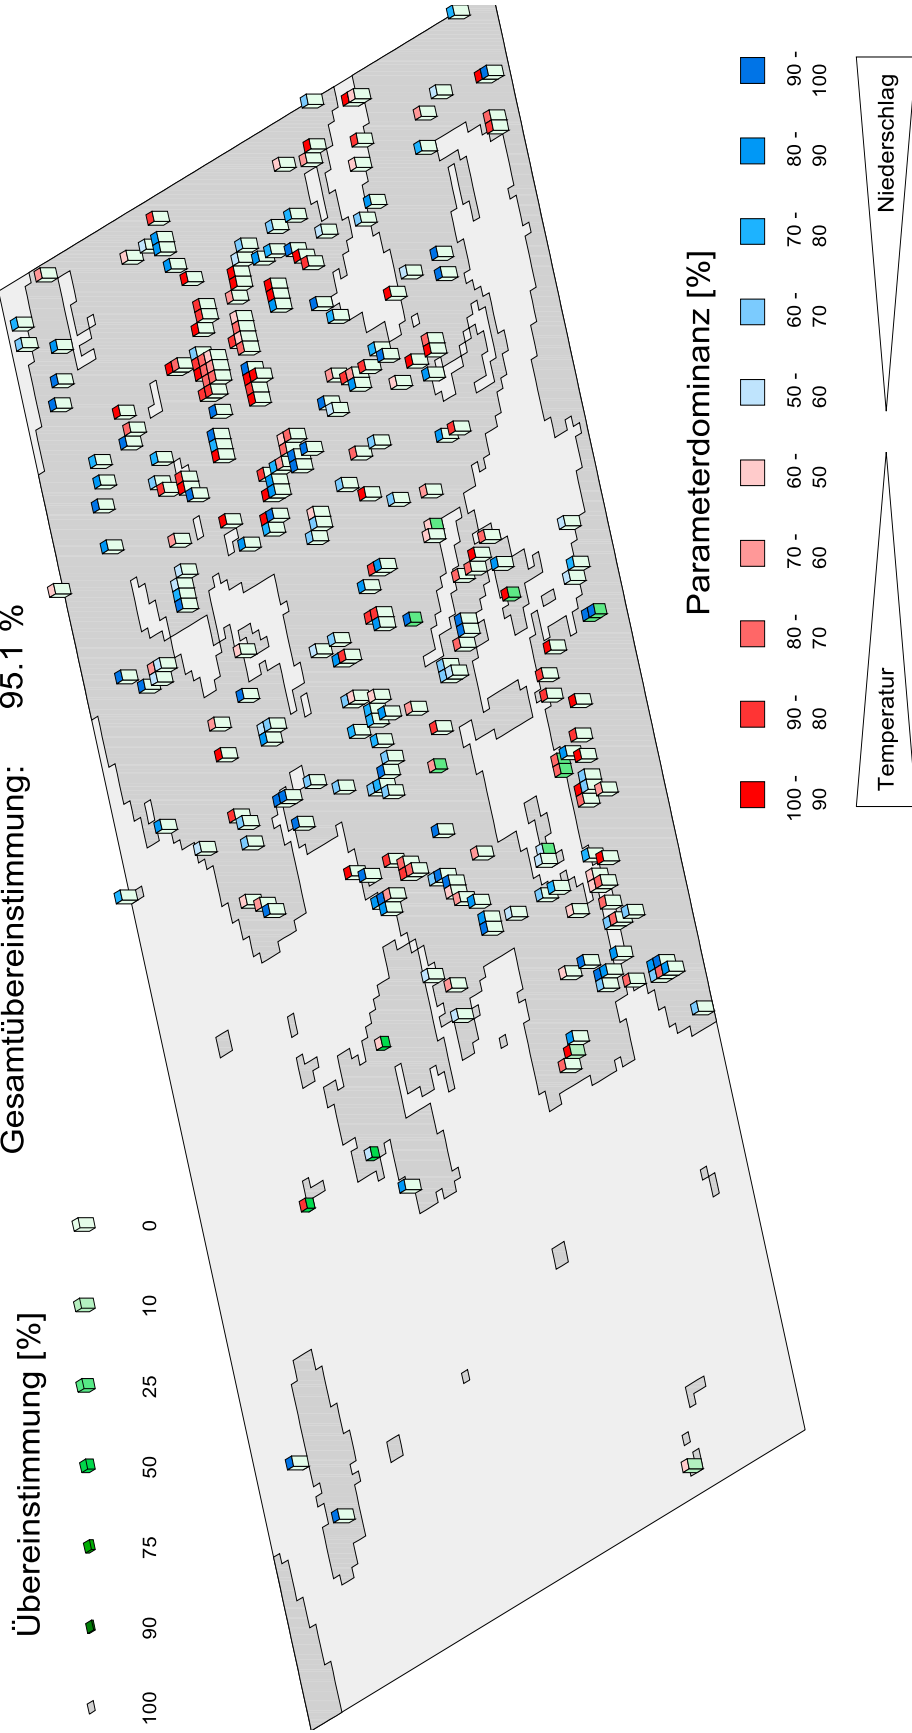 Gesamtübereinstimmung: 95.1 %
Übereinstimmung [%]
100 90 75 50 25 10 0
Parameterdominanz [%]
100 - 90 - 80 - 70 - 60 - 50 - 60 - 70 - 80 - 90 -
90 80 70 60 50 60 70 80 90 100
Temperatur Niederschlag